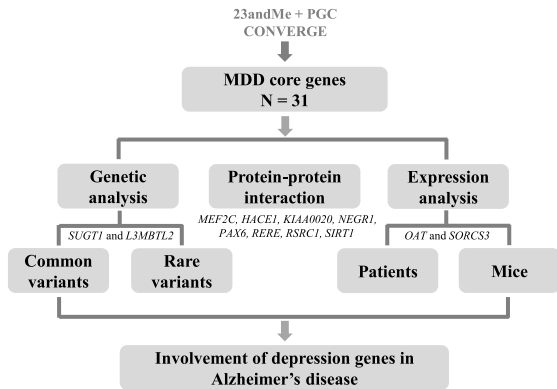 23andMe + PGC
CONVERGE
MDD core genes
N = 31
Genetic
analysis
Protein-protein
interaction
Expression
analysis
MEF2C, HACE1, KIAA0020, NEGR1,
PAX6, RERE, RSRC1, SIRT1
SUGT1 and L3MBTL2
OAT and SORCS3
Common
variants
Rare
variants
Patients
Mice
Involvement of depression genes in
Alzheimer's disease